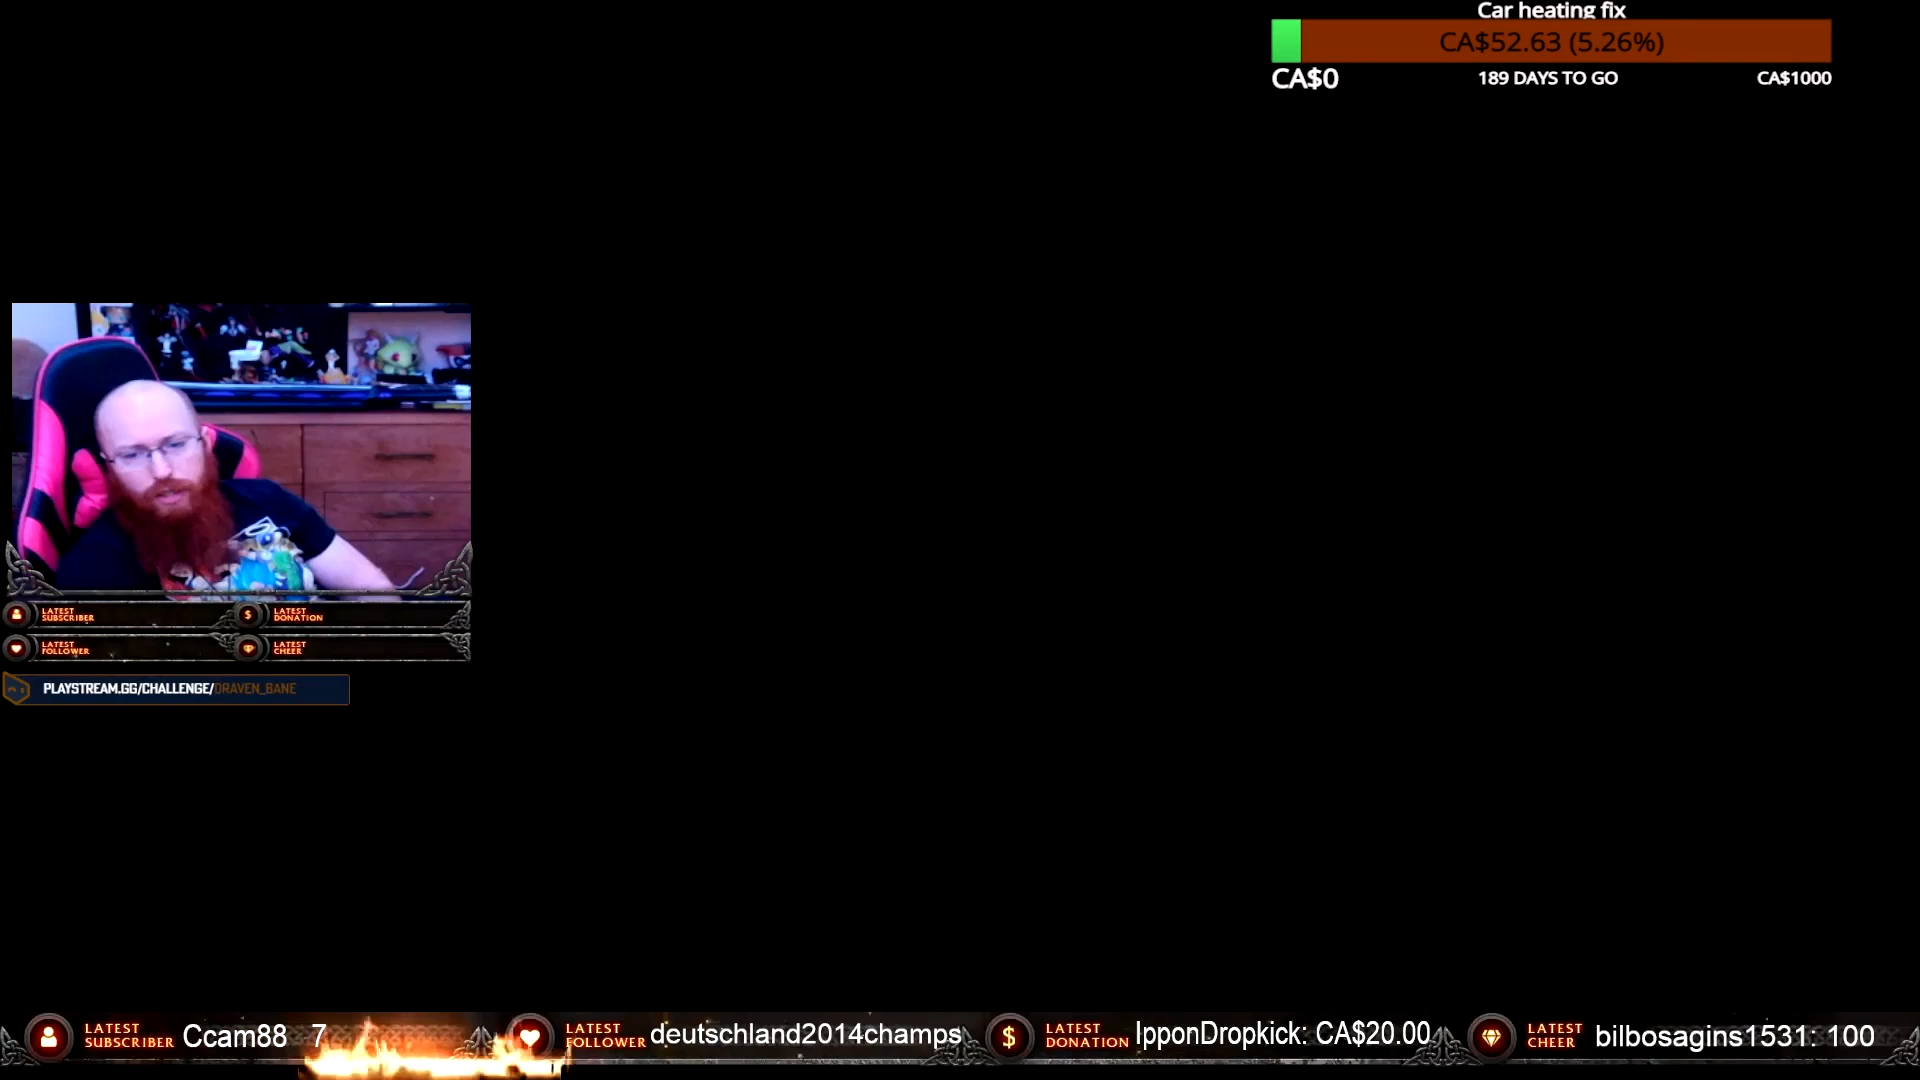 Car heating fix
CA$52.63 (5.26%)
CA$0 189 DAYS TO GO CA$1000
LATEST SUBSCRIBER
LATEST DONATION
LATEST FOLLOWER
LATEST CHEER
PLAYSTREAM.GG/CHALLENGE/DRAVEN_BANE
LATEST SUBSCRIBER Ccam88 7
LATEST FOLLOWER deutschland2014champs
LATEST DONATION IpponDropkick: CA$20.00
LATEST CHEER bilbosagins1531: 100